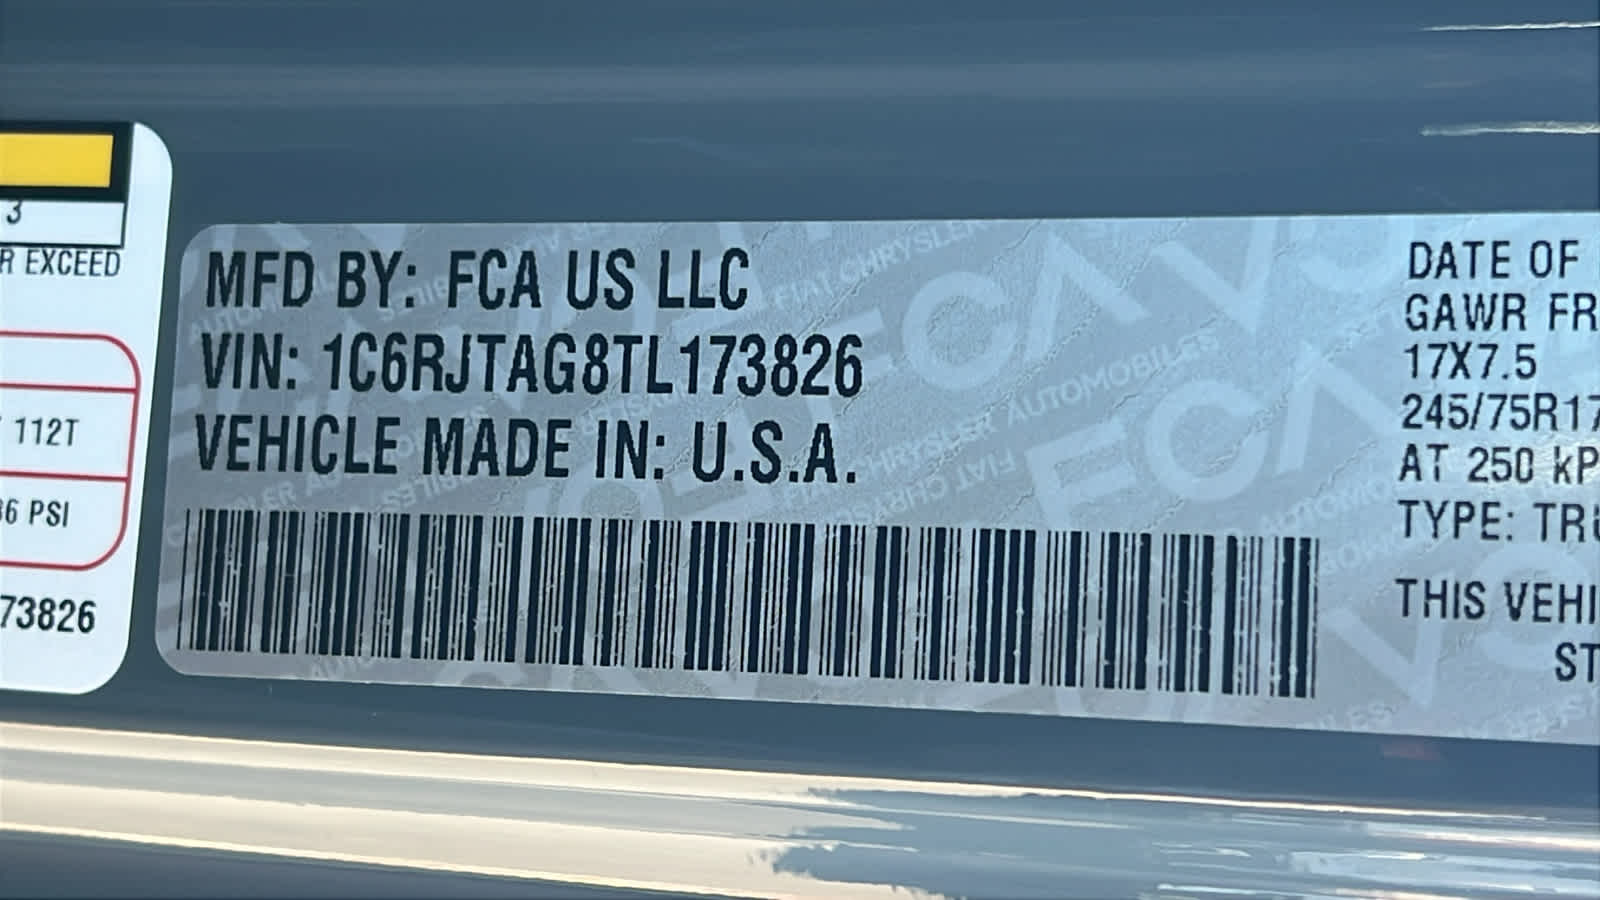 3
R EXCEED
112T
36 PSI
73826
MFD BY: FCA US LLC
VIN: 1C6RJTAG8TL173826
VEHICLE MADE IN: U.S.A.
DATE OF
GAWR FR
17X7.5
245/75R17
AT 250 kP
TYPE: TRU
THIS VEHI
ST